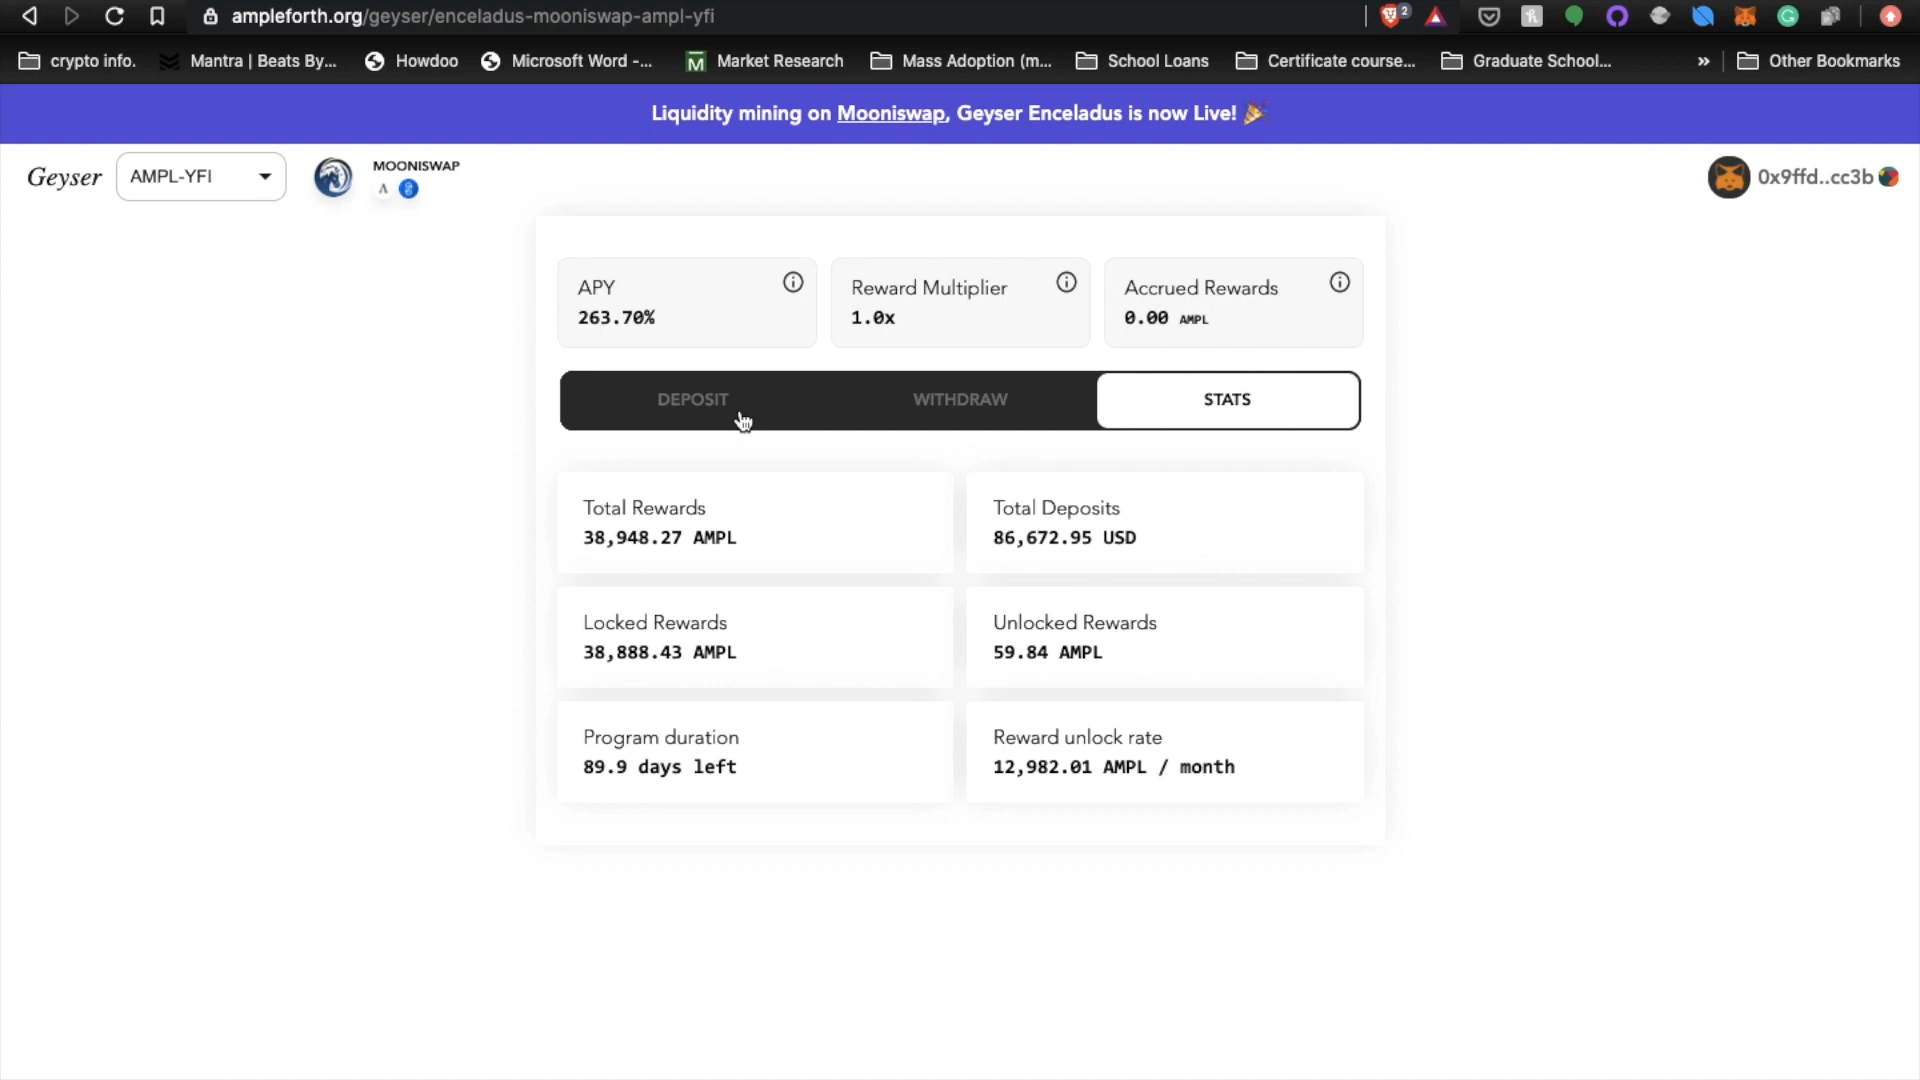 ampleforth.org/geyser/enceladus-mooniswap-ampl-yfi
2
crypto info.
Mantra | Beats By...
Howdoo
Microsoft Word -...
Market Research
Mass Adoption (m...
School Loans
Certificate course...
Graduate School...
»
Other Bookmarks
Liquidity mining on Mooniswap, Geyser Enceladus is now Live! 🎉
Geyser
AMPL-YFI
MOONISWAP
0x9ffd..cc3b
APY
263.70%
Reward Multiplier
1.0x
Accrued Rewards
0.00 AMPL
DEPOSIT
WITHDRAW
STATS
Total Rewards
38,948.27 AMPL
Total Deposits
86,672.95 USD
Locked Rewards
38,888.43 AMPL
Unlocked Rewards
59.84 AMPL
Program duration
89.9 days left
Reward unlock rate
12,982.01 AMPL / month